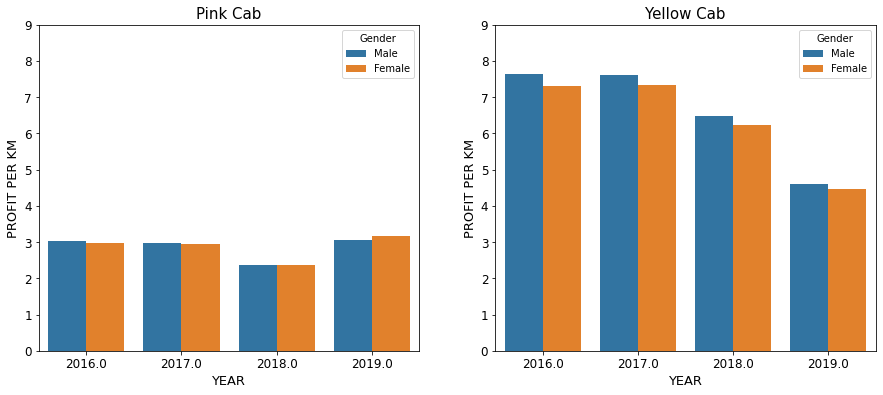 Pink Cab
PROFIT PER KM
9
8
7
6
5
4
3
2
1
0
2016.0 2017.0 2018.0 2019.0
YEAR
Gender
Male
Female
Yellow Cab
PROFIT PER KM
9
8
7
6
5
4
3
2
1
0
2016.0 2017.0 2018.0 2019.0
YEAR
Gender
Male
Female